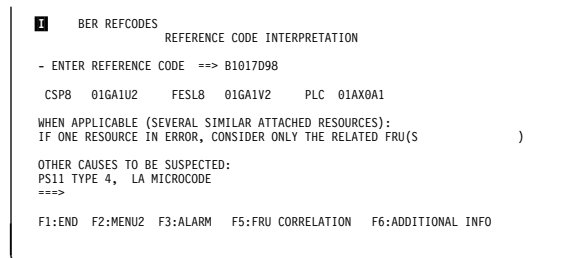 I BER REFCODES
REFERENCE CODE INTERPRETATION
- ENTER REFERENCE CODE ==> B1017D98
CSP8 01GA1U2 FESL8 01GA1V2 PLC 01AX0A1
WHEN APPLICABLE (SEVERAL SIMILAR ATTACHED RESOURCES):
IF ONE RESOURCE IN ERROR, CONSIDER ONLY THE RELATED FRU(S )
OTHER CAUSES TO BE SUSPECTED:
PS11 TYPE 4, LA MICROCODE
===>
F1:END F2:MENU2 F3:ALARM F5:FRU CORRELATION F6:ADDITIONAL INFO